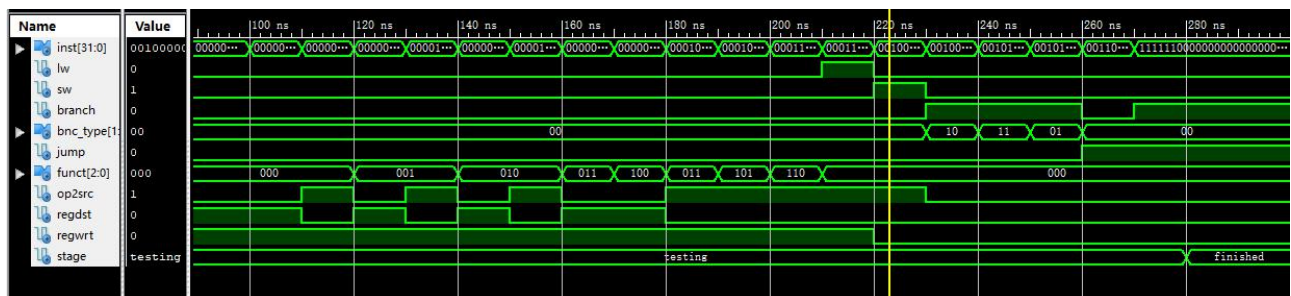 Name Value 100 ns 120 ns 140 ns 160 ns 180 ns 200 ns 220 ns 240 ns 260 ns 280 ns
inst[31:0] 00100000 00000··· 00000··· 00000··· 00000··· 00001··· 00000··· 00001··· 00000··· 00000··· 00010··· 00010··· 00011··· 00011··· 00100··· 00100··· 00101··· 00101··· 00110··· 1111110000000000000000···
lw 0
sw 1
branch 0
bnc_type[1: 00 00 10 11 01 00
jump 0
funct[2:0] 000 000 001 010 011 100 011 101 110 000
op2src 1
regdst 0
regwrt 0
stage testing testing finished